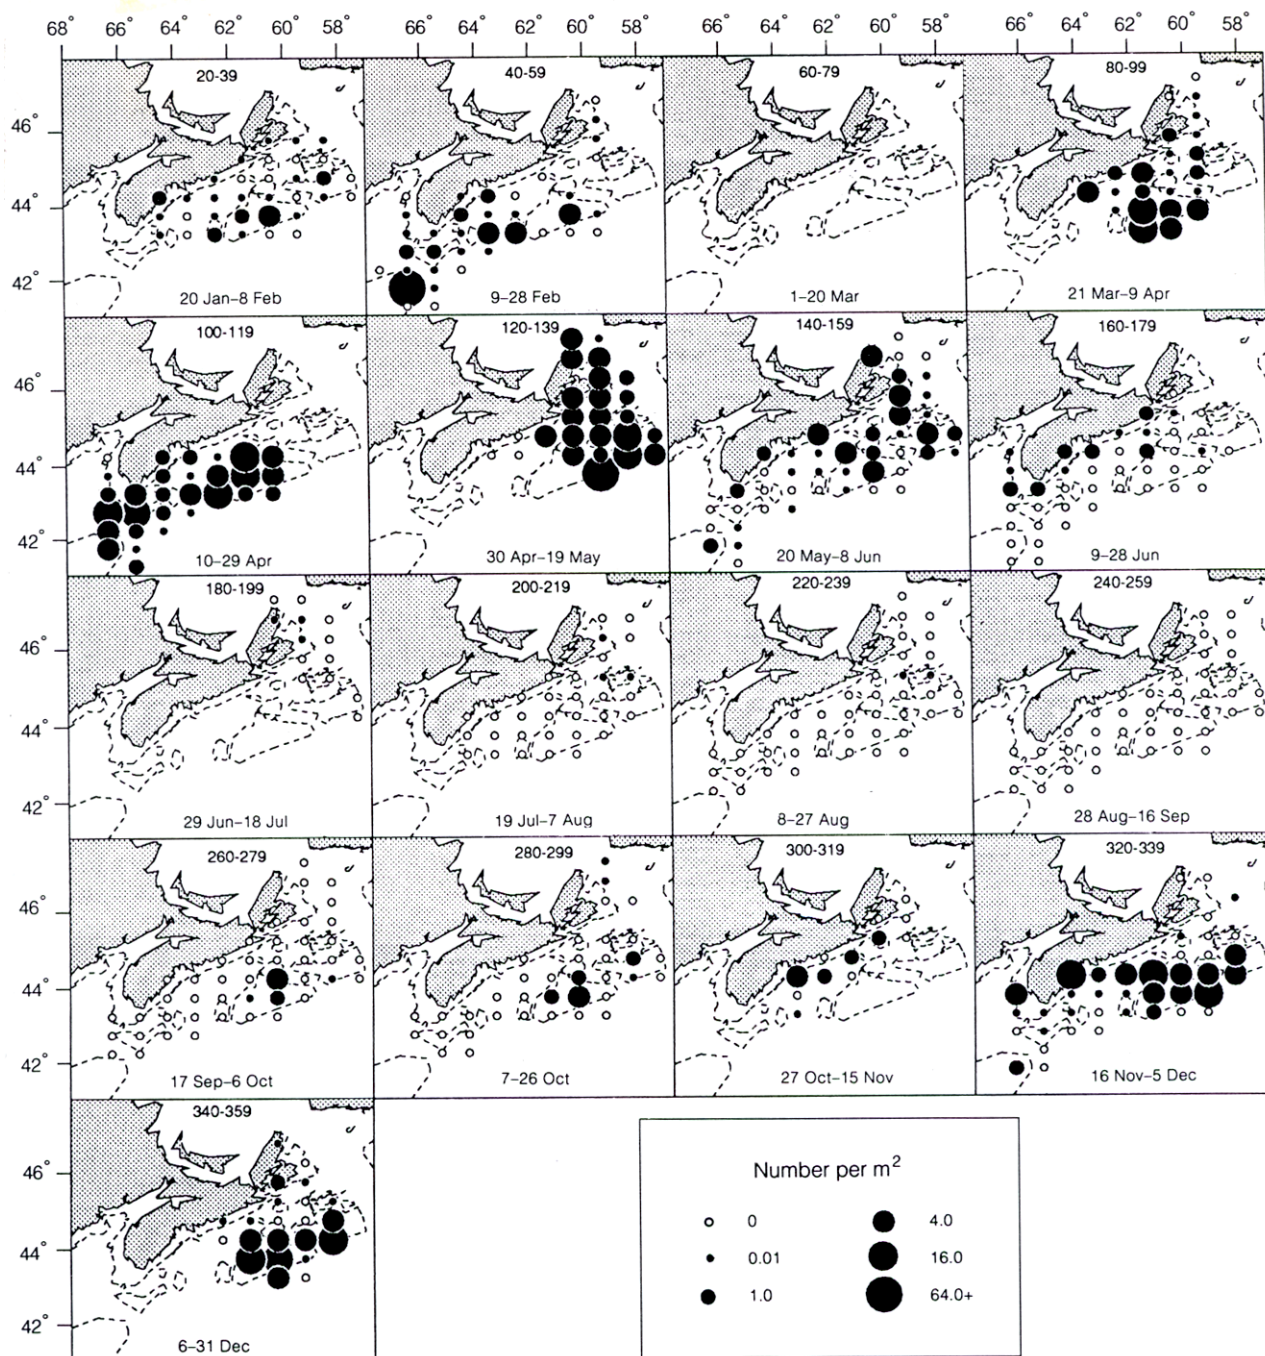 68° 66° 64° 62° 60° 58° 66° 64° 62° 60° 58° 66° 64° 62° 60° 58° 66° 64° 62° 60° 58°
20-39 40-59 60-79 80-99
46°
44°
42°
20 Jan–8 Feb 9–28 Feb 1–20 Mar 21 Mar–9 Apr
100-119 120-139 140-159 160-179
46°
44°
42°
10–29 Apr 30 Apr–19 May 20 May–8 Jun 9–28 Jun
180-199 200-219 220-239 240-259
46°
44°
42°
29 Jun–18 Jul 19 Jul–7 Aug 8–27 Aug 28 Aug–16 Sep
260-279 280-299 300-319 320-339
46°
44°
42°
17 Sep–6 Oct 7–26 Oct 27 Oct–15 Nov 16 Nov–5 Dec
340-359
46°
44°
42°
6–31 Dec
Number per m²
0 4.0
0.01 16.0
1.0 64.0+